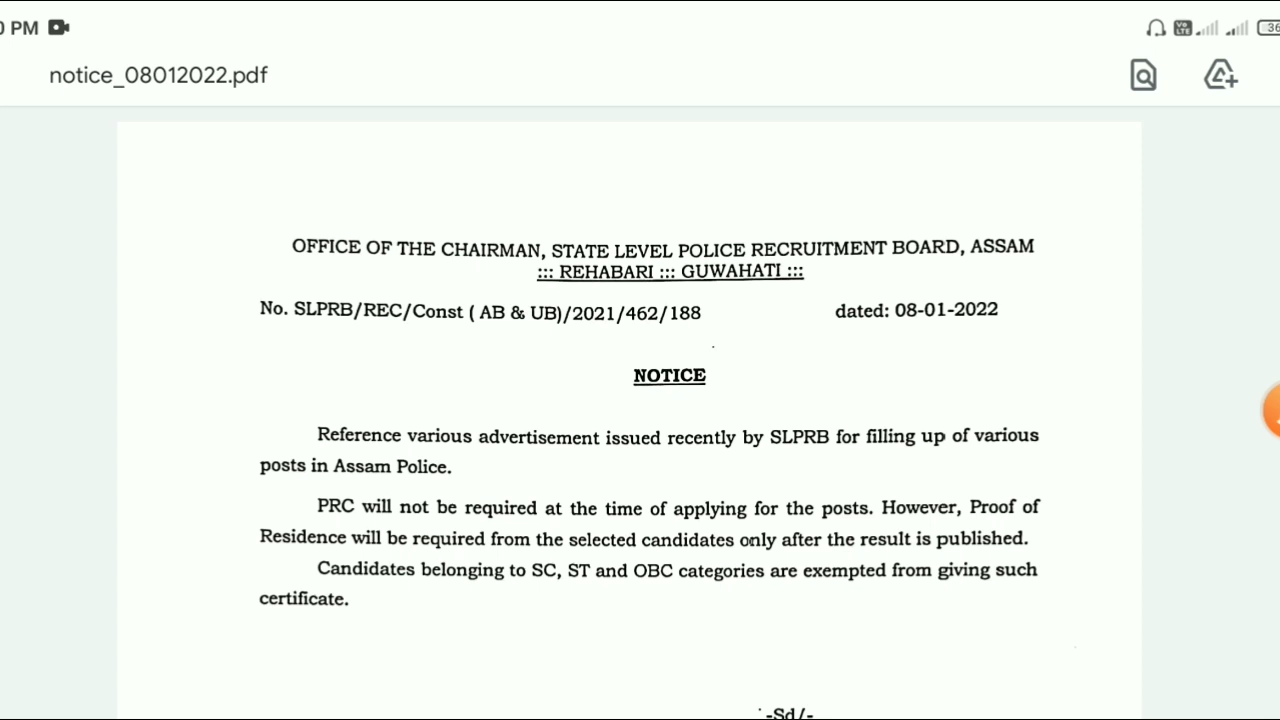 PM
notice_08012022.pdf
OFFICE OF THE CHAIRMAN, STATE LEVEL POLICE RECRUITMENT BOARD, ASSAM
::: REHABARI ::: GUWAHATI :::
No. SLPRB/REC/Const ( AB & UB)/2021/462/188 dated: 08-01-2022
NOTICE
Reference various advertisement issued recently by SLPRB for filling up of various
posts in Assam Police.
PRC will not be required at the time of applying for the posts. However, Proof of
Residence will be required from the selected candidates only after the result is published.
Candidates belonging to SC, ST and OBC categories are exempted from giving such
certificate.
-Sd/-